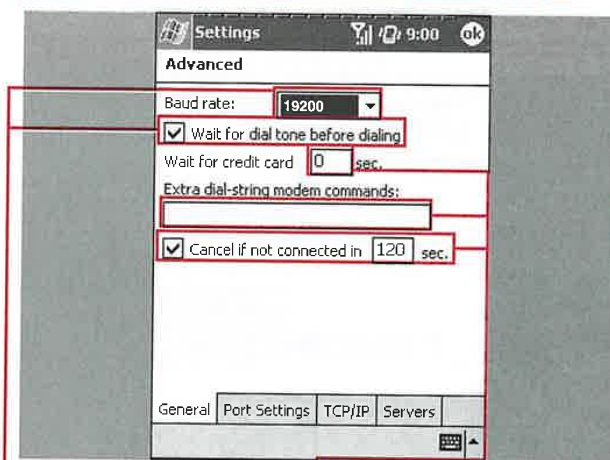 Settings 9:00 ok
Advanced
Baud rate: 19200
Wait for dial tone before dialing
Wait for credit card 0 sec.
Extra dial-string modem commands:
Cancel if not connected in 120 sec.
General Port Settings TCP/IP Servers